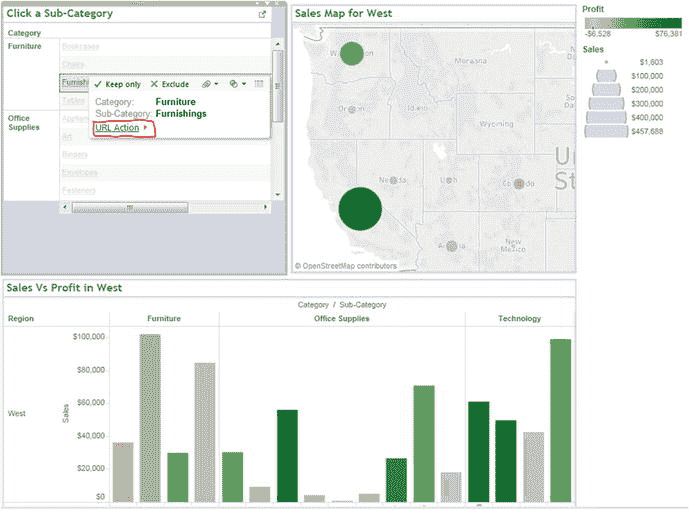 Click a Sub-Category
Category
Furniture
Bookcases
Chairs
Furnishi
Keep only
Exclude
Category: Furniture
Sub-Category: Furnishings
URL Action
Tables
Office
Supplies
Applian
Art
Binders
Envelopes
Fasteners
Sales Map for West
Montana
Oregon
Wyoming
Nevada
Utah
New
Mexico
© OpenStreetMap contributors
Profit
-$6,528 $76,381
Sales
$1,603
$100,000
$200,000
$300,000
$400,000
$457,688
Sales Vs Profit in West
Category / Sub-Category
Region
Furniture
Office Supplies
Technology
West
Sales
$100,000
$80,000
$60,000
$40,000
$20,000
$0